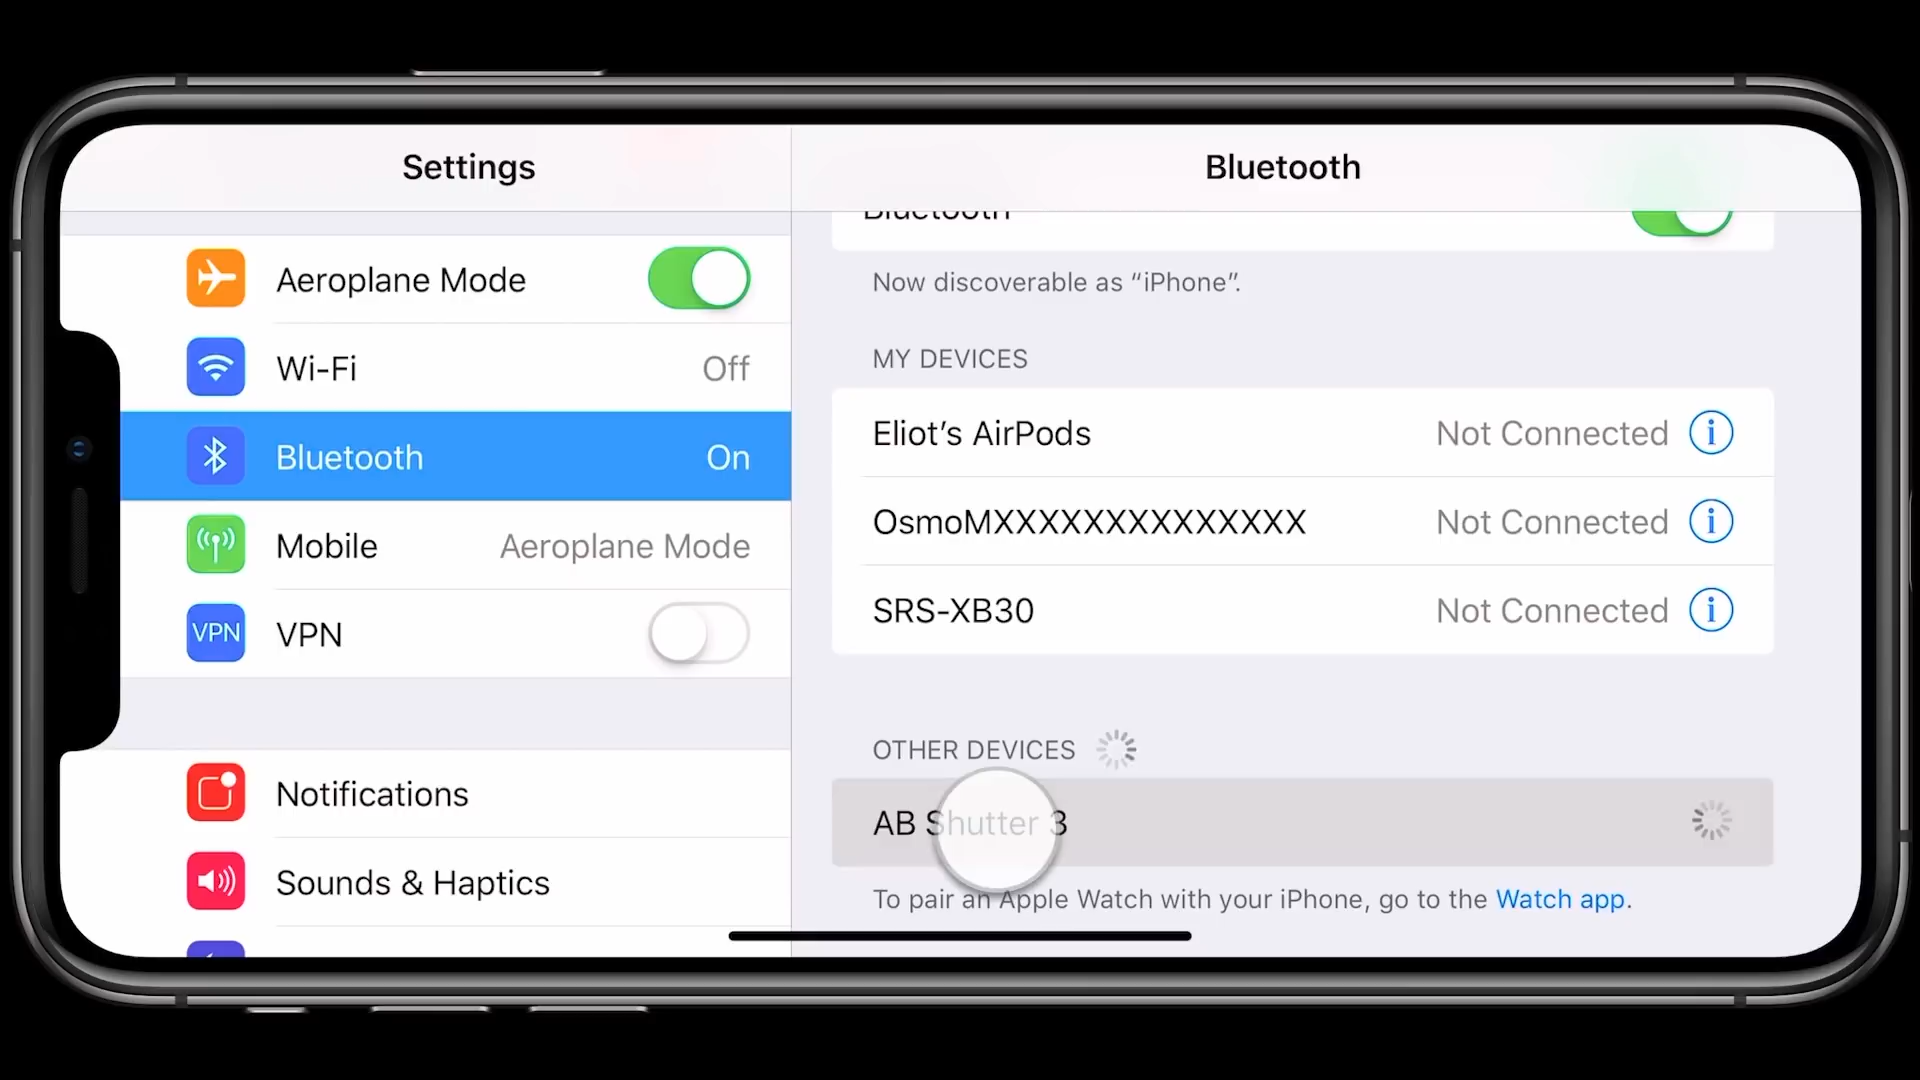 Settings
Aeroplane Mode
Wi-Fi Off
Bluetooth On
Mobile Aeroplane Mode
VPN VPN
Notifications
Sounds & Haptics
Bluetooth
Bluetooth
Now discoverable as “iPhone”.
MY DEVICES
Eliot’s AirPods Not Connected
OsmoMXXXXXXXXXXXXXX Not Connected
SRS-XB30 Not Connected
OTHER DEVICES
AB Shutter 3
To pair an Apple Watch with your iPhone, go to the Watch app.